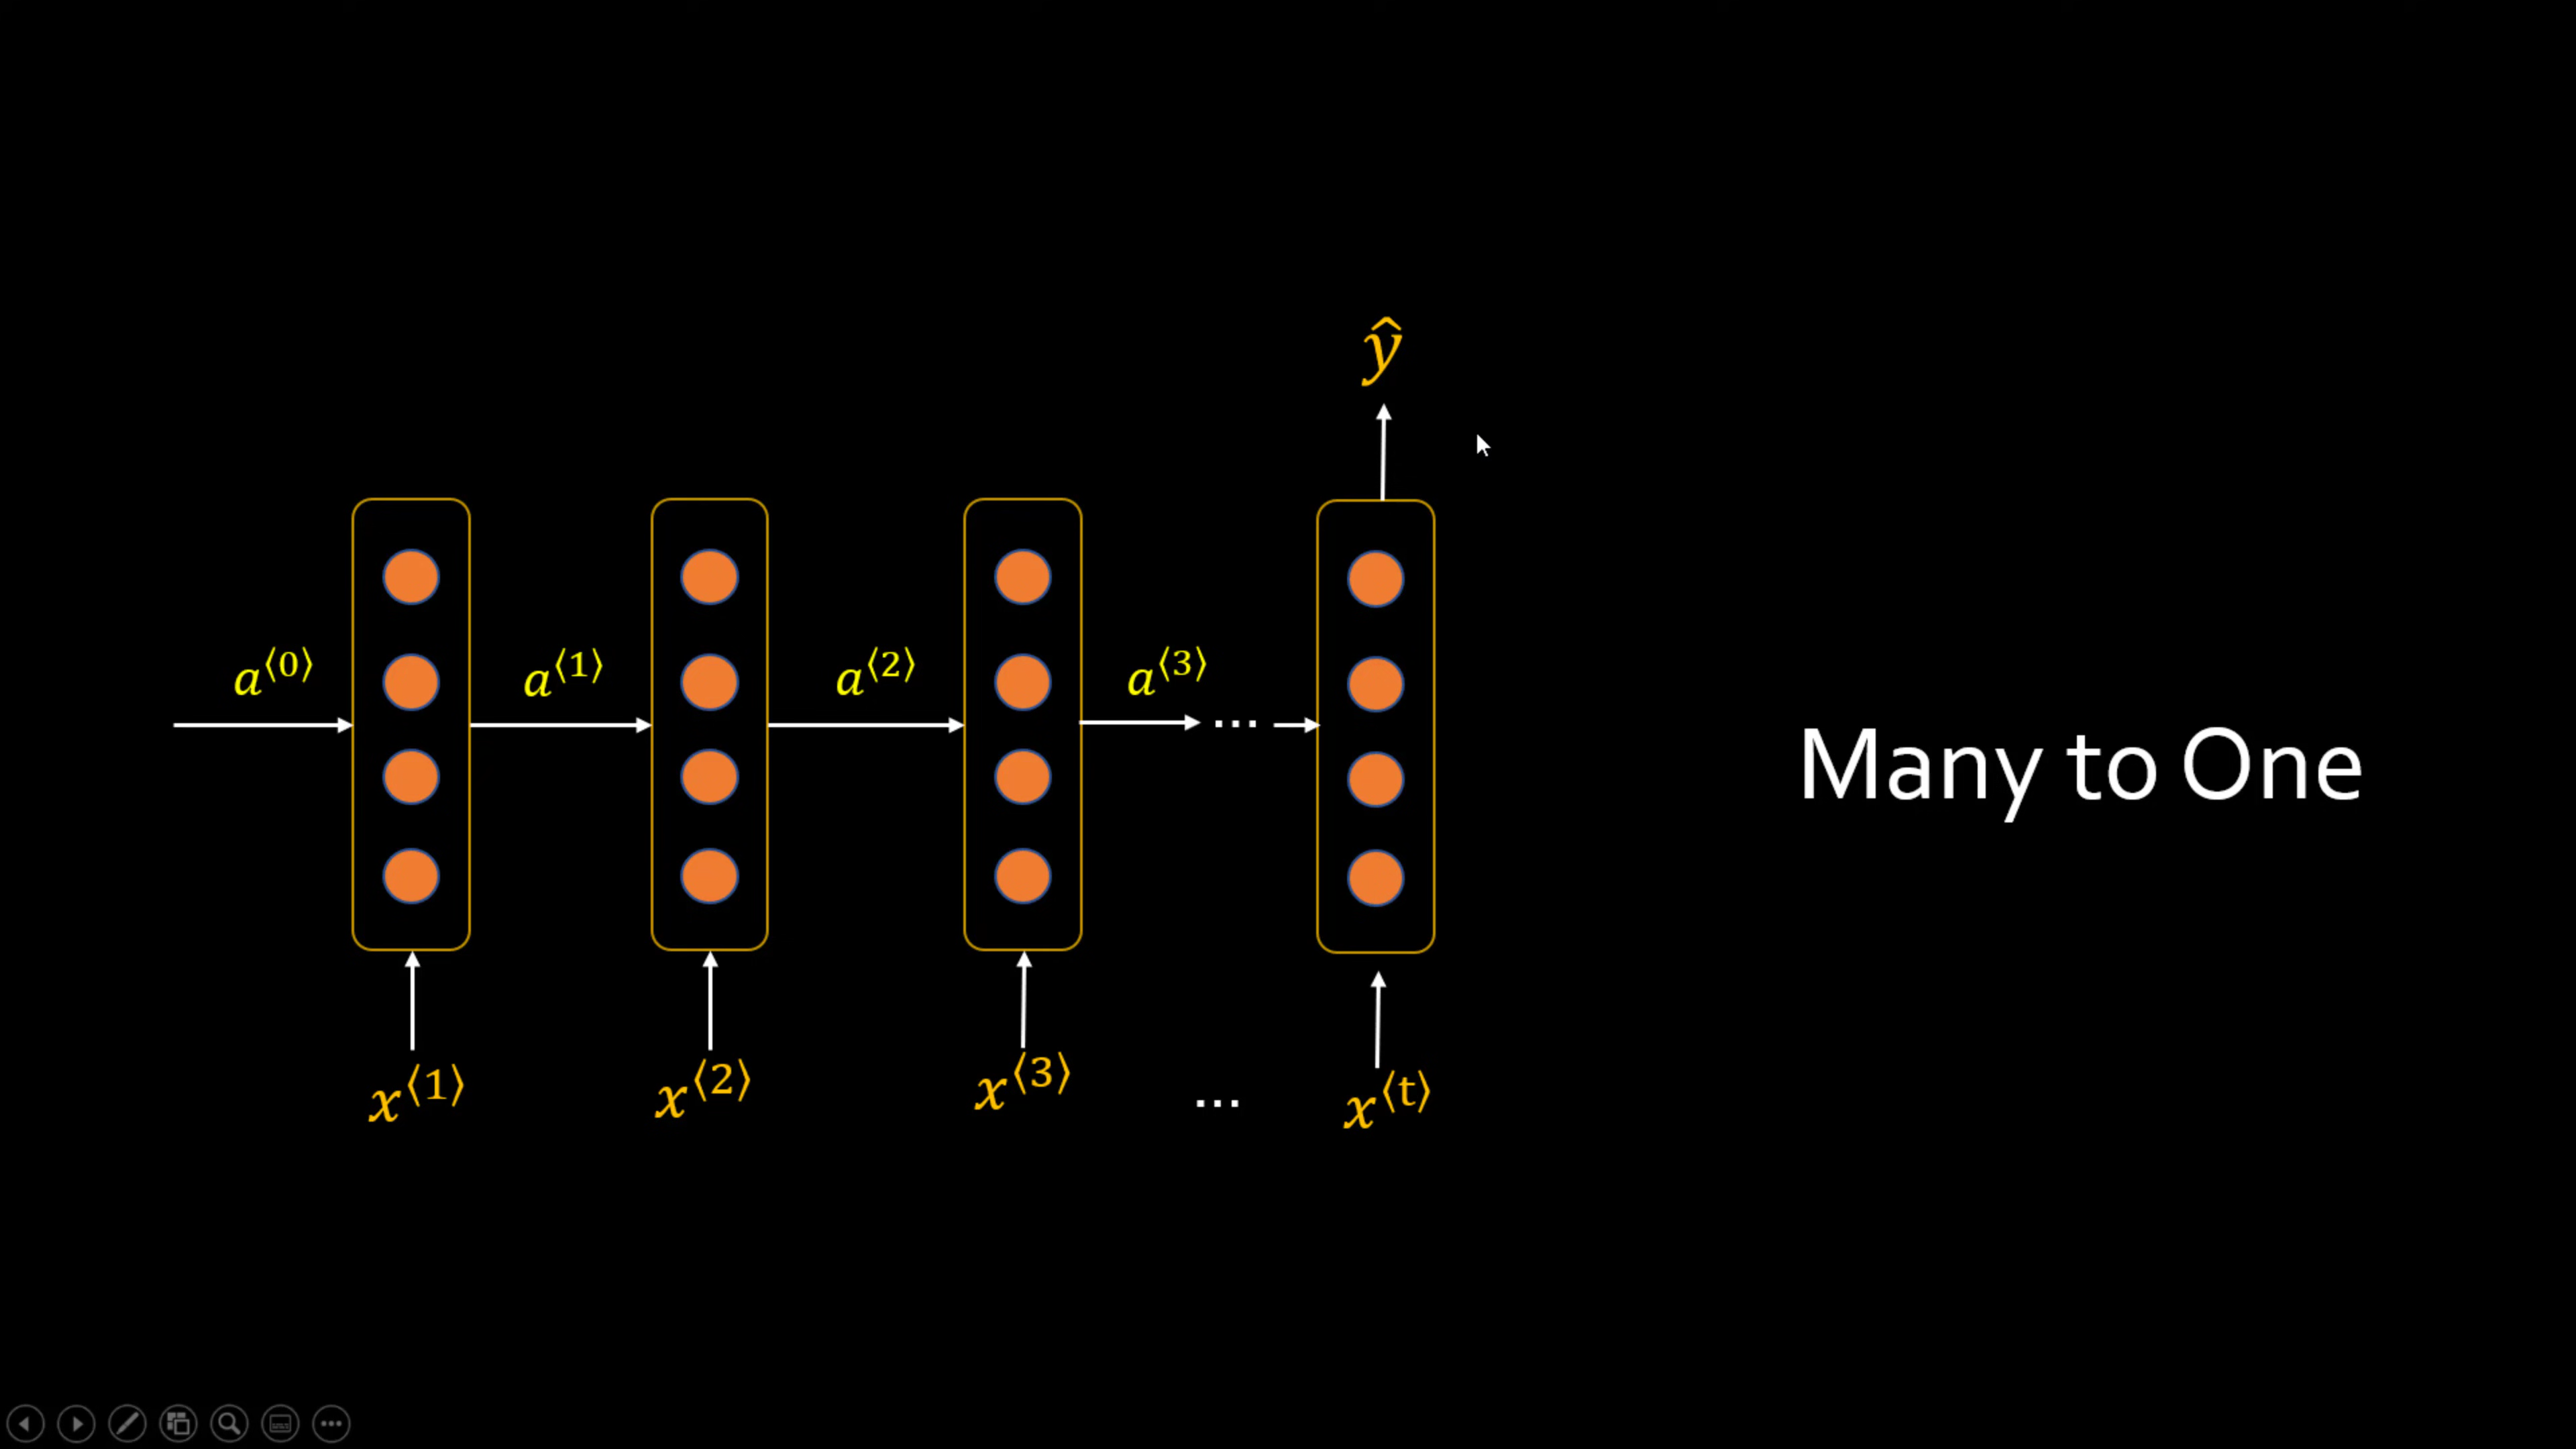 ŷ
a⟨0⟩ a⟨1⟩ a⟨2⟩ a⟨3⟩ ...
Many to One
x⟨1⟩ x⟨2⟩ x⟨3⟩ ... x⟨t⟩